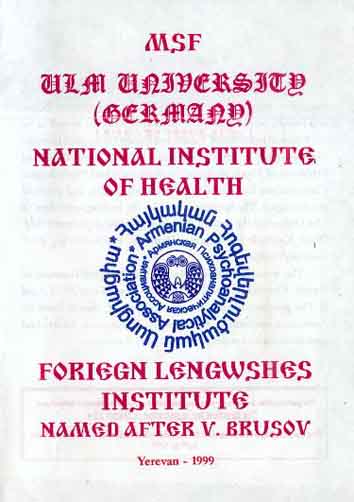 MSF
ULM UNIVERSITY
(GERMANY)
NATIONAL INSTITUTE
OF HEALTH
Հայկական Հոգեվերլուծական Ասոցիացիա
Armenian Psychoanalytical Association
Армянская Психоаналитическая Ассоциация
FORIEGN LENGWSHES
INSTITUTE
NAMED AFTER V. BRUSOV
Yerevan - 1999